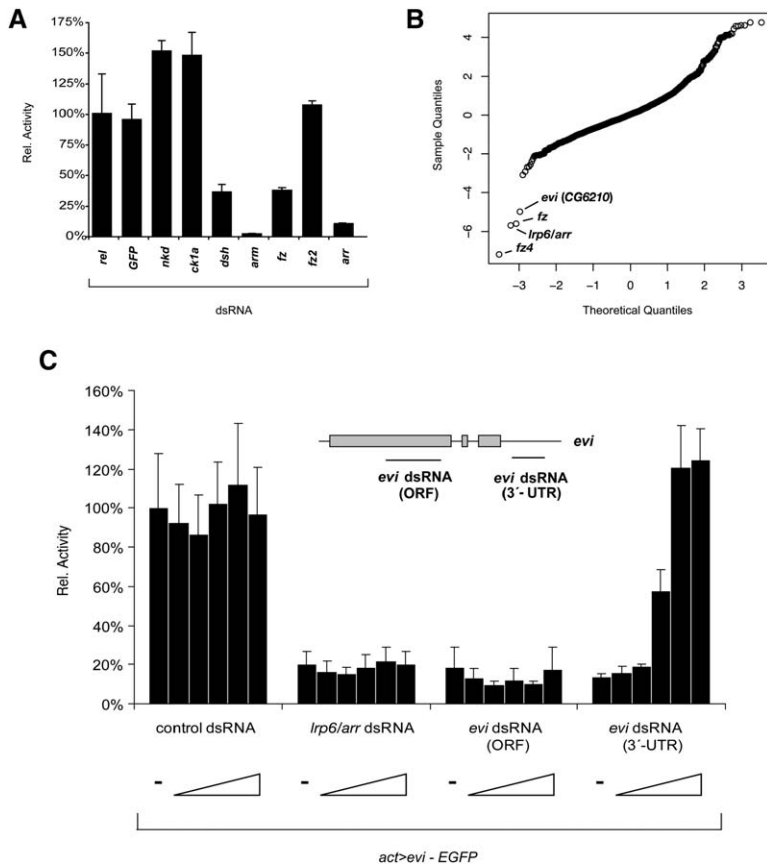 A
175%
150%
125%
100%
75%
50%
25%
0%
Rel. Activity
rel GFP nkd ck1a dsh arm fz fz2 arr
dsRNA
B
4
2
0
-2
-4
-6
Sample Quantiles
evi (CG6210)
fz
lrp6/arr
fz4
−3 −2 −1 0 1 2 3
Theoretical Quantiles
C
160%
140%
120%
100%
80%
60%
40%
20%
0%
Rel. Activity
evi
evi dsRNA
(ORF)
evi dsRNA
(3´- UTR)
control dsRNA
lrp6/arr dsRNA
evi dsRNA
(ORF)
evi dsRNA
(3´-UTR)
- - - -
act>evi - EGFP